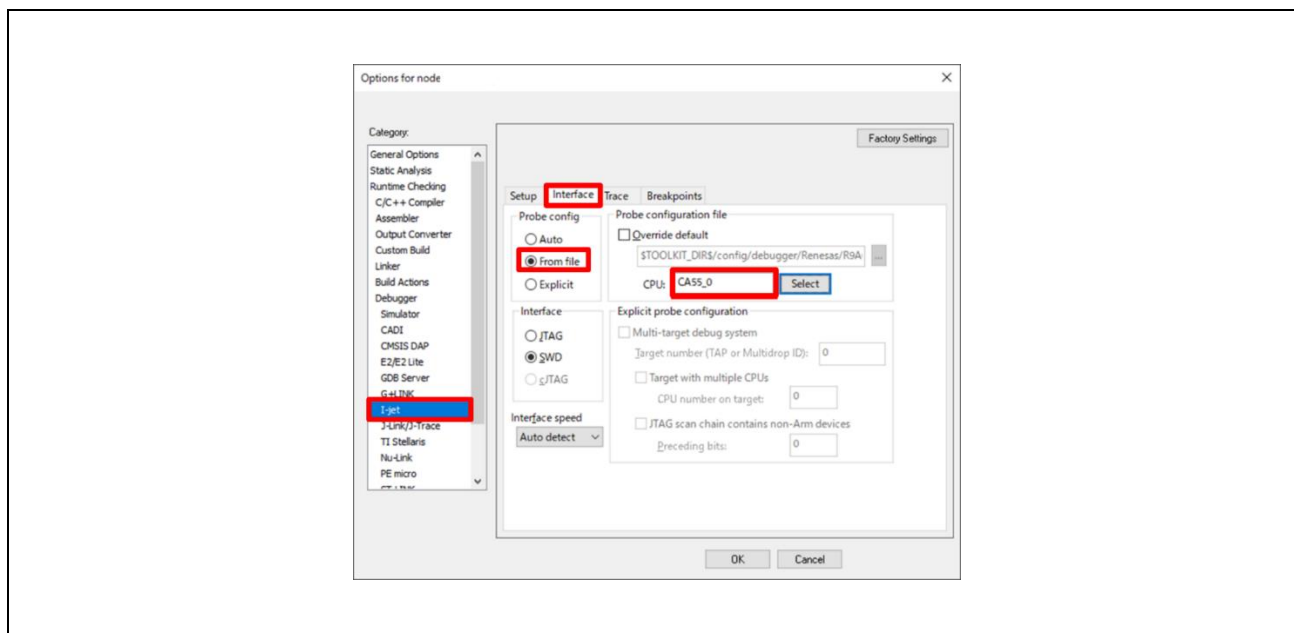 Options for node
Category:
Factory Settings
General Options
Static Analysis
Runtime Checking
C/C++ Compiler
Assembler
Output Converter
Custom Build
Linker
Build Actions
Debugger
Simulator
CADI
CMSIS DAP
E2/E2 Lite
GDB Server
G+LINK
I-jet
J-Link/J-Trace
TI Stellaris
Nu-Link
PE micro
Setup Interface Trace Breakpoints
Probe config
Auto
From file
Explicit
Probe configuration file
Override default
$TOOLKIT_DIR$/config/debugger/Renesas/R9A
...
CPU: CA55_0 Select
Interface
JTAG
SWD
cJTAG
Interface speed
Auto detect
Explicit probe configuration
Multi-target debug system
Target number (TAP or Multidrop ID): 0
Target with multiple CPUs
CPU number on target: 0
JTAG scan chain contains non-Arm devices
Preceding bits: 0
OK Cancel